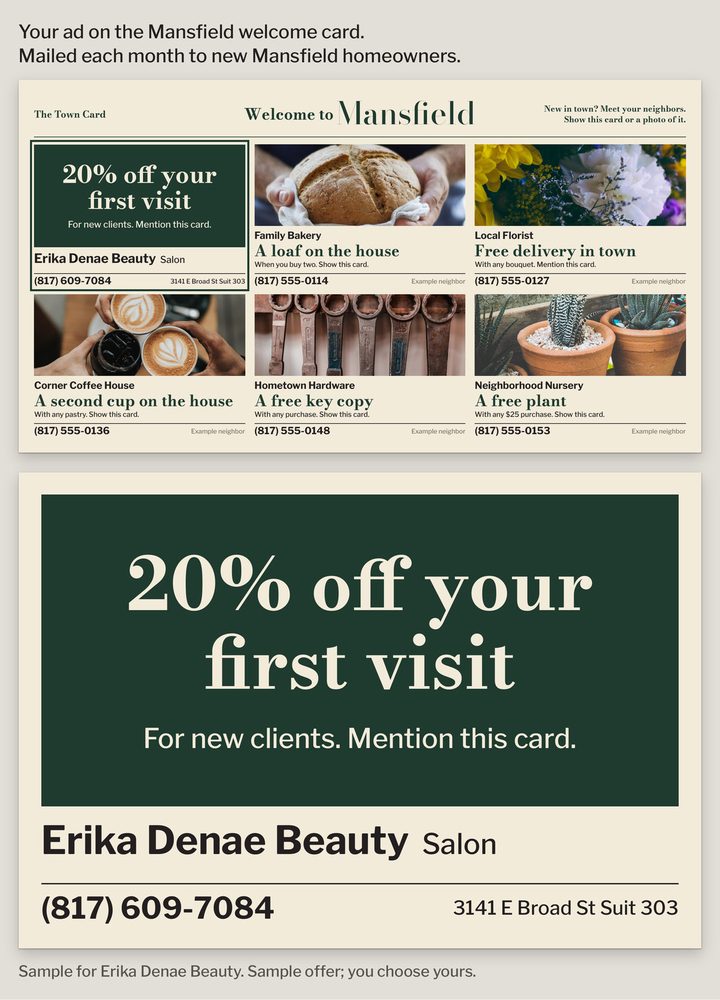 Your ad on the Mansfield welcome card.
Mailed each month to new Mansfield homeowners.
The Town Card
Welcome to Mansfield
New in town? Meet your neighbors.
Show this card or a photo of it.
20% off your
first visit
For new clients. Mention this card.
Erika Denae Beauty Salon
(817) 609-7084
3141 E Broad St Suit 303
Family Bakery
A loaf on the house
When you buy two. Show this card.
(817) 555-0114
Example neighbor
Local Florist
Free delivery in town
With any bouquet. Mention this card.
(817) 555-0127
Example neighbor
Corner Coffee House
A second cup on the house
With any pastry. Show this card.
(817) 555-0136
Example neighbor
Hometown Hardware
A free key copy
With any purchase. Show this card.
(817) 555-0148
Example neighbor
Neighborhood Nursery
A free plant
With any $25 purchase. Show this card.
(817) 555-0153
Example neighbor
20% off your
first visit
For new clients. Mention this card.
Erika Denae Beauty Salon
(817) 609-7084
3141 E Broad St Suit 303
Sample for Erika Denae Beauty. Sample offer; you choose yours.